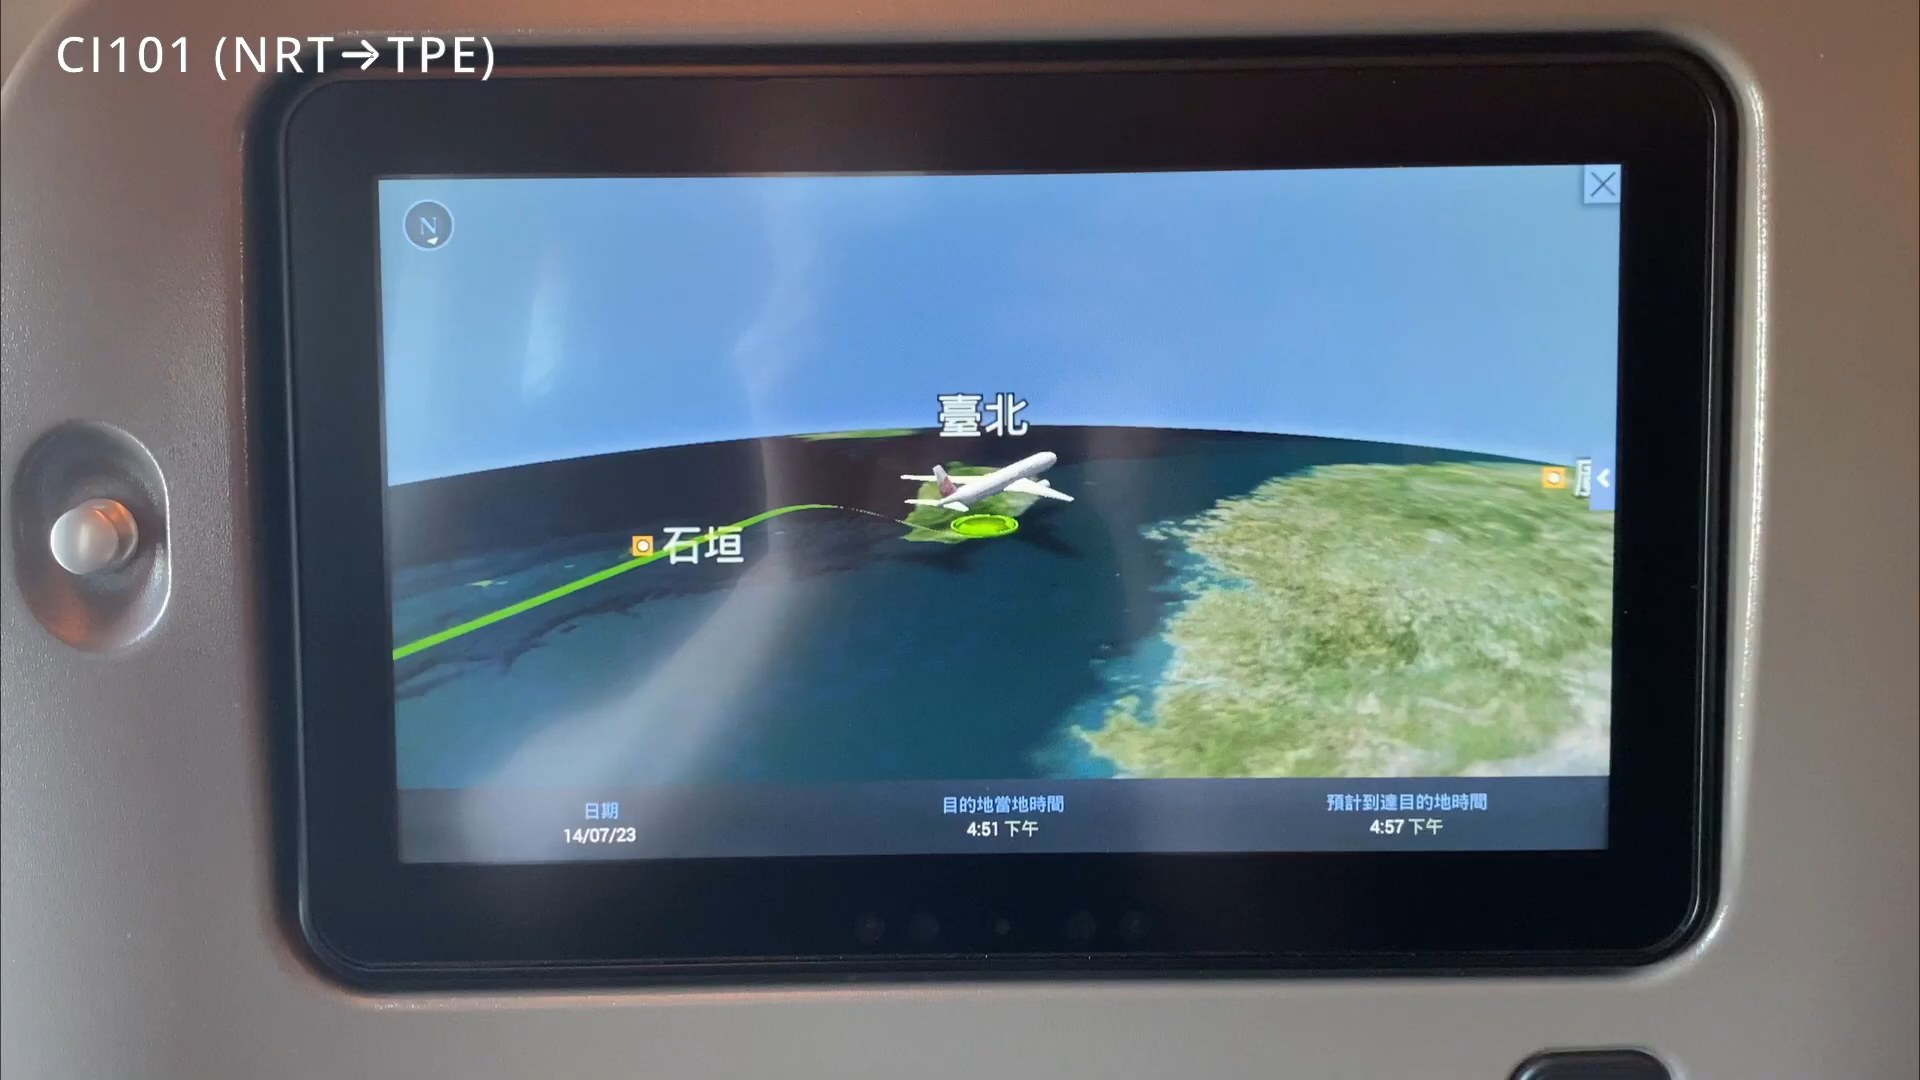 CI101 (NRT→TPE)
N
臺北
石垣
日期
14/07/23
目的地當地時間
4:51 下午
預計到達目的地時間
4:57 下午